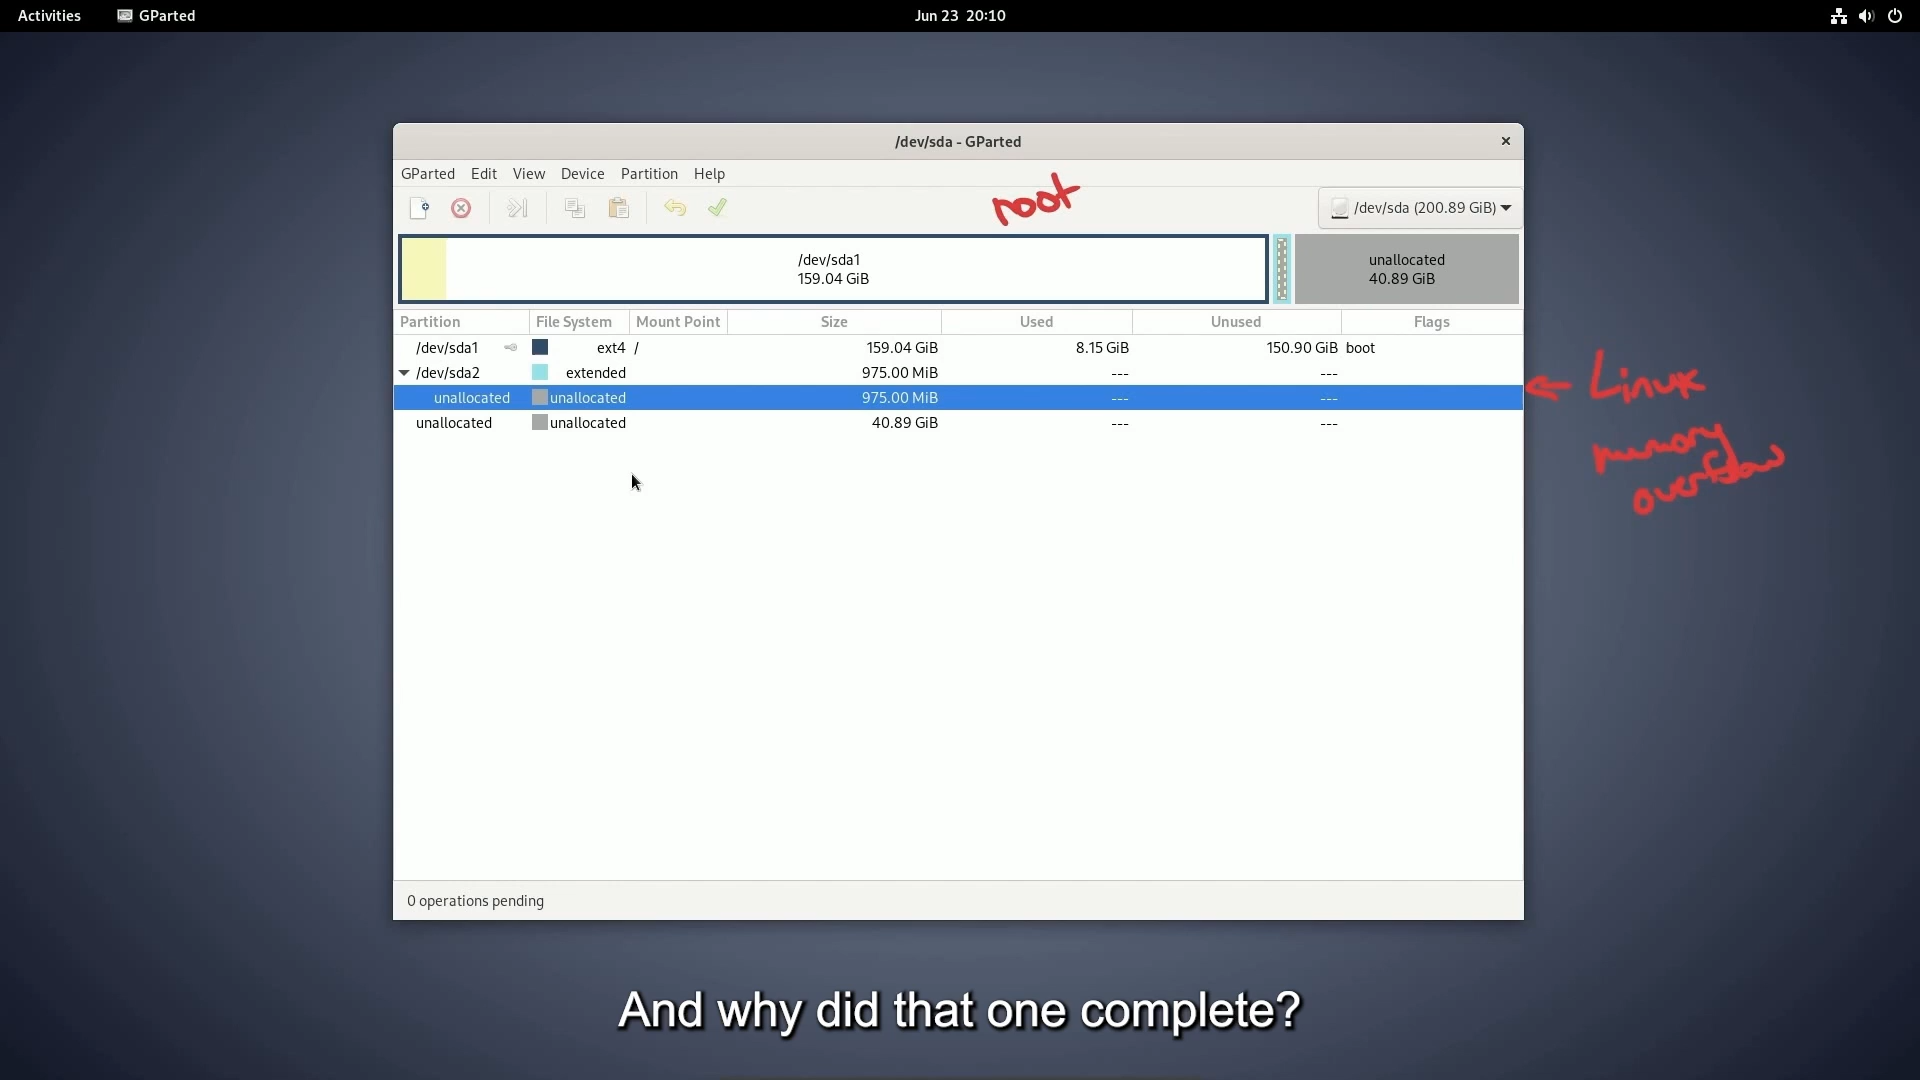 Activities GParted Jun 23 20:10
/dev/sda - GParted
GParted Edit View Device Partition Help
root
/dev/sda (200.89 GiB)
/dev/sda1
159.04 GiB
unallocated
40.89 GiB
Partition File System Mount Point Size Used Unused Flags
/dev/sda1 ext4 / 159.04 GiB 8.15 GiB 150.90 GiB boot
/dev/sda2 extended 975.00 MiB --- ---
unallocated unallocated 975.00 MiB --- ---
unallocated unallocated 40.89 GiB --- ---
Linux
memory
overflow
0 operations pending
And why did that one complete?